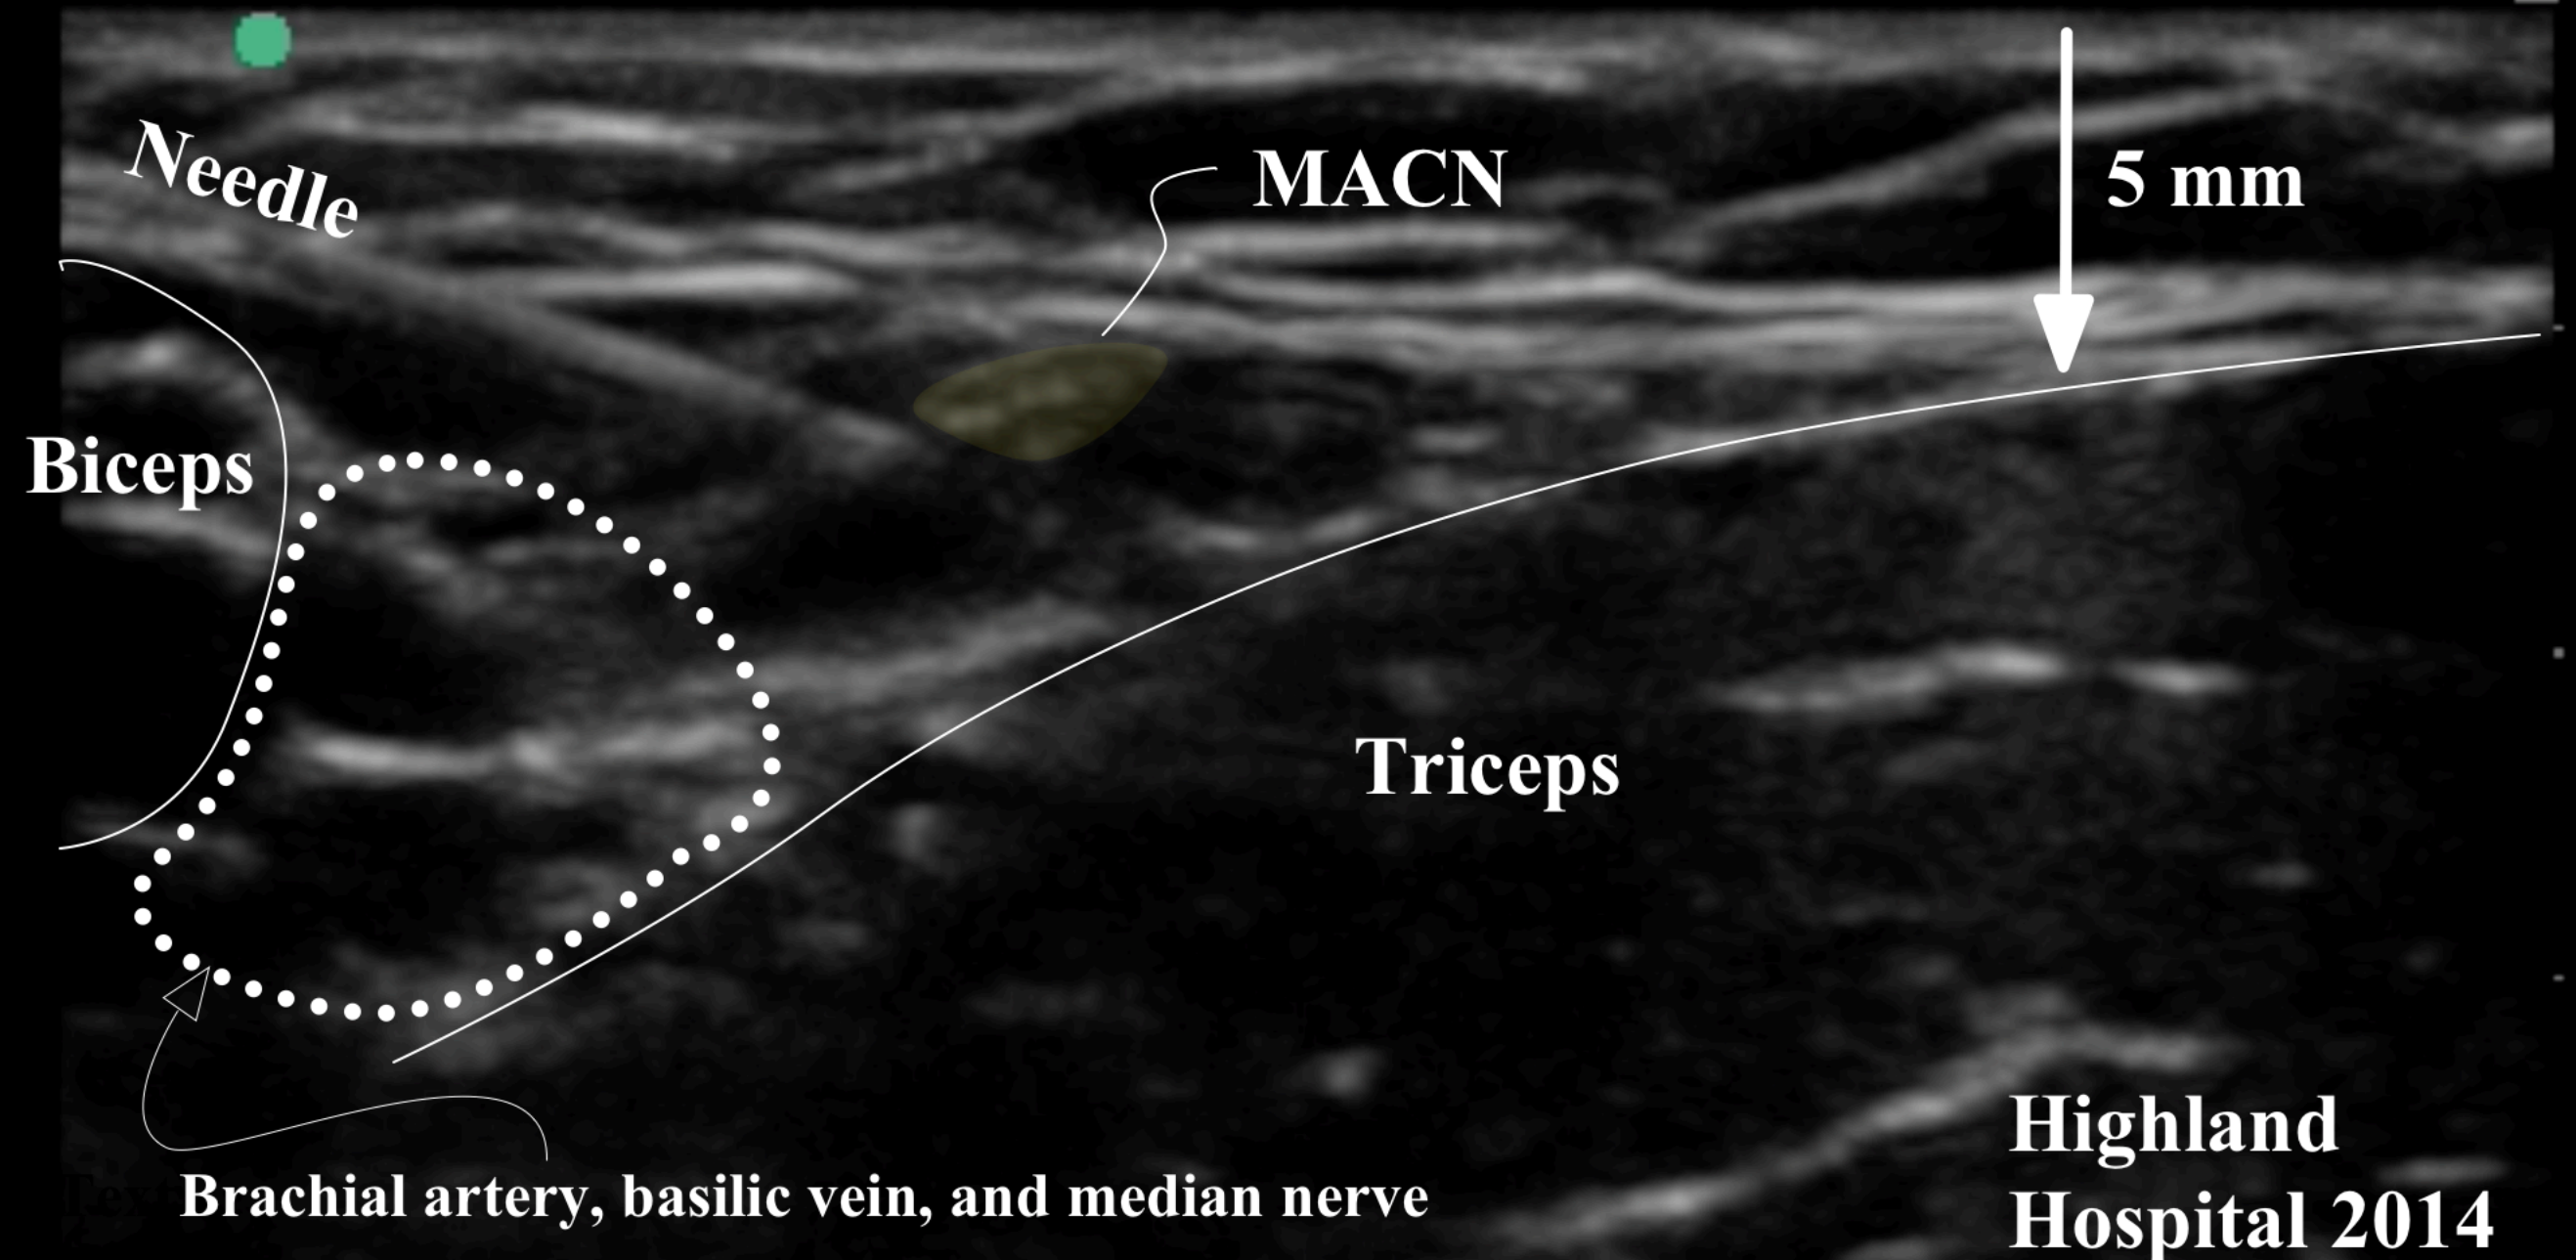 Needle
MACN
5 mm
Biceps
Triceps
Highland
Hospital 2014
Brachial artery, basilic vein, and median nerve